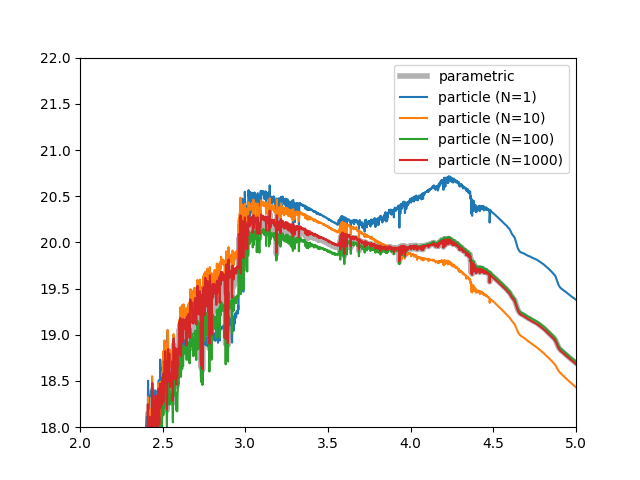 22.0
21.5
21.0
20.5
20.0
19.5
19.0
18.5
18.0
2.0 2.5 3.0 3.5 4.0 4.5 5.0
parametric
particle (N=1)
particle (N=10)
particle (N=100)
particle (N=1000)